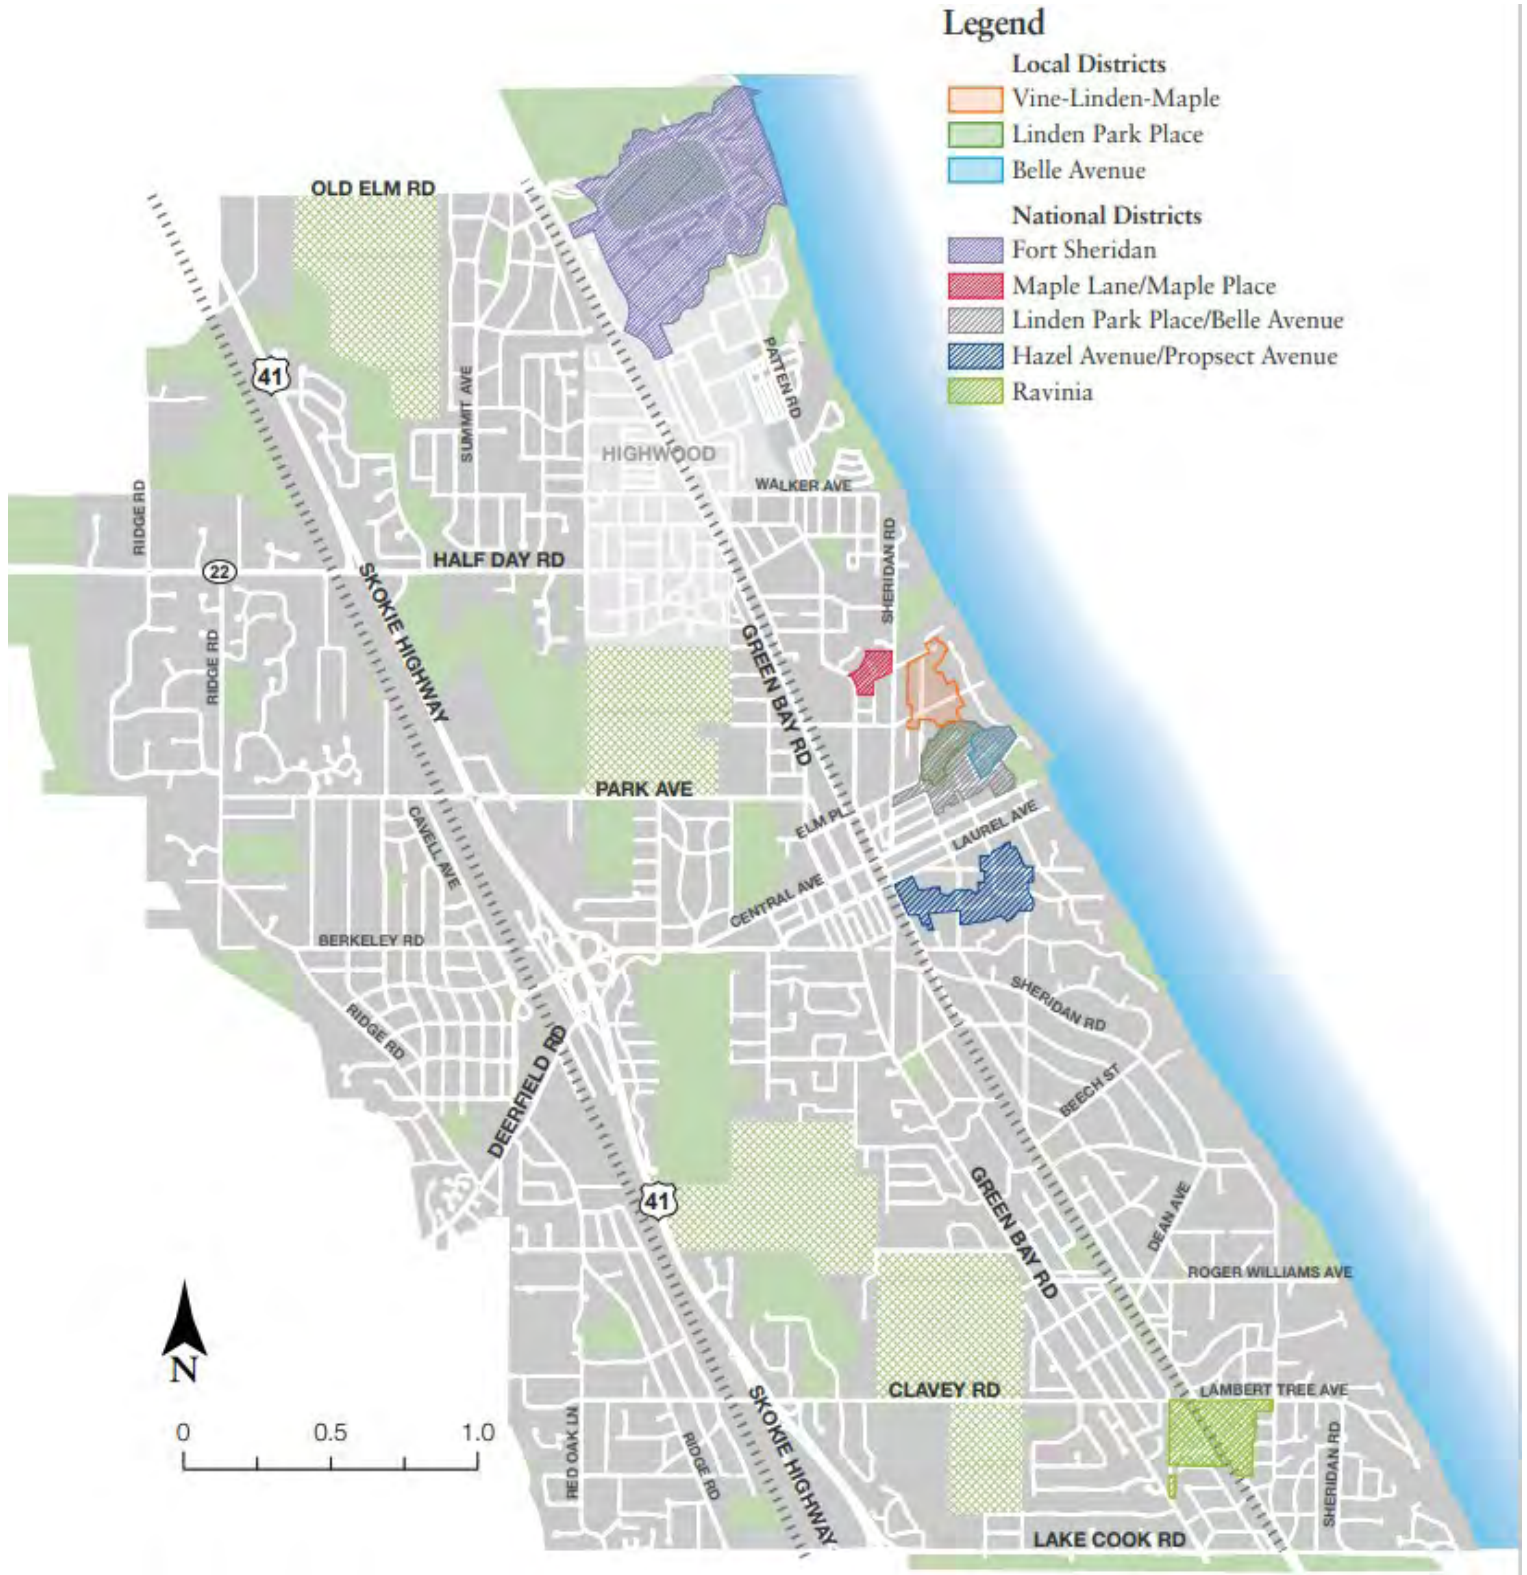 Legend
Local Districts
Vine-Linden-Maple
Linden Park Place
Belle Avenue
National Districts
Fort Sheridan
Maple Lane/Maple Place
Linden Park Place/Belle Avenue
Hazel Avenue/Propsect Avenue
Ravinia
OLD ELM RD
41
SUMMIT AVE
PATTEN RD
HIGHWOOD
WALKER AVE
RIDGE RD
SHERIDAN RD
HALF DAY RD
22
SKOKIE HIGHWAY
RIDGE RD
GREEN BAY RD
PARK AVE
CAVELL AVE
ELM PL
LAUREL AVE
CENTRAL AVE
BERKELEY RD
SHERIDAN RD
RIDGE RD
DEERFIELD RD
BEECH ST
41
GREEN BAY RD
DEAN AVE
ROGER WILLIAMS AVE
N
CLAVEY RD
LAMBERT TREE AVE
0 0.5 1.0
RED OAK LN
RIDGE RD
SKOKIE HIGHWAY
SHERIDAN RD
LAKE COOK RD